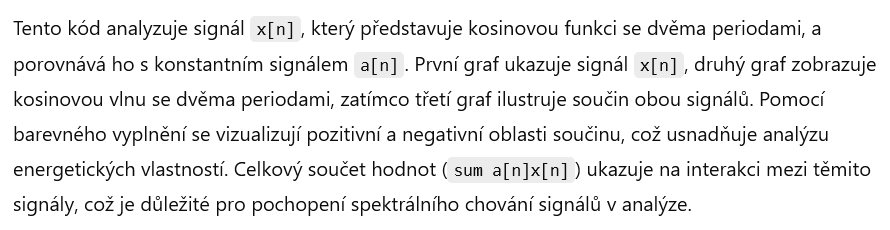 Tento kód analyzuje signál x[n], který představuje kosinovou funkci se dvěma periodami, a
porovnává ho s konstantním signálem a[n]. První graf ukazuje signál x[n], druhý graf zobrazuje
kosinovou vlnu se dvěma periodami, zatímco třetí graf ilustruje součin obou signálů. Pomocí
barevného vyplnění se vizualizují pozitivní a negativní oblasti součinu, což usnadňuje analýzu
energetických vlastností. Celkový součet hodnot (sum a[n]x[n]) ukazuje na interakci mezi těmito
signály, což je důležité pro pochopení spektrálního chování signálů v analýze.